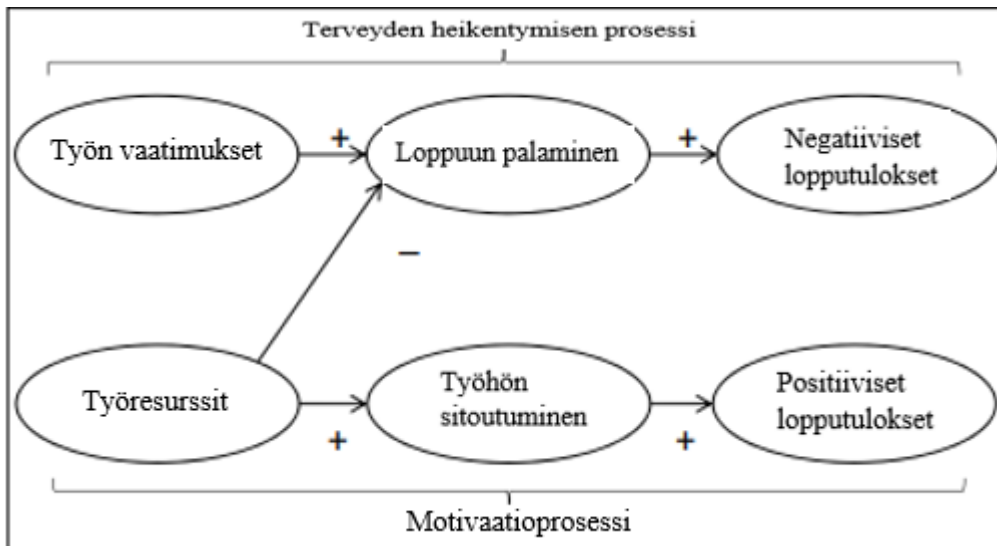 Terveyden heikentymisen prosessi
+
+
Työn vaatimukset
Loppuun palaminen
Negatiiviset
lopputulokset
–
Työresurssit
Työhön
sitoutuminen
Positiiviset
lopputulokset
+
+
Motivaatioprosessi